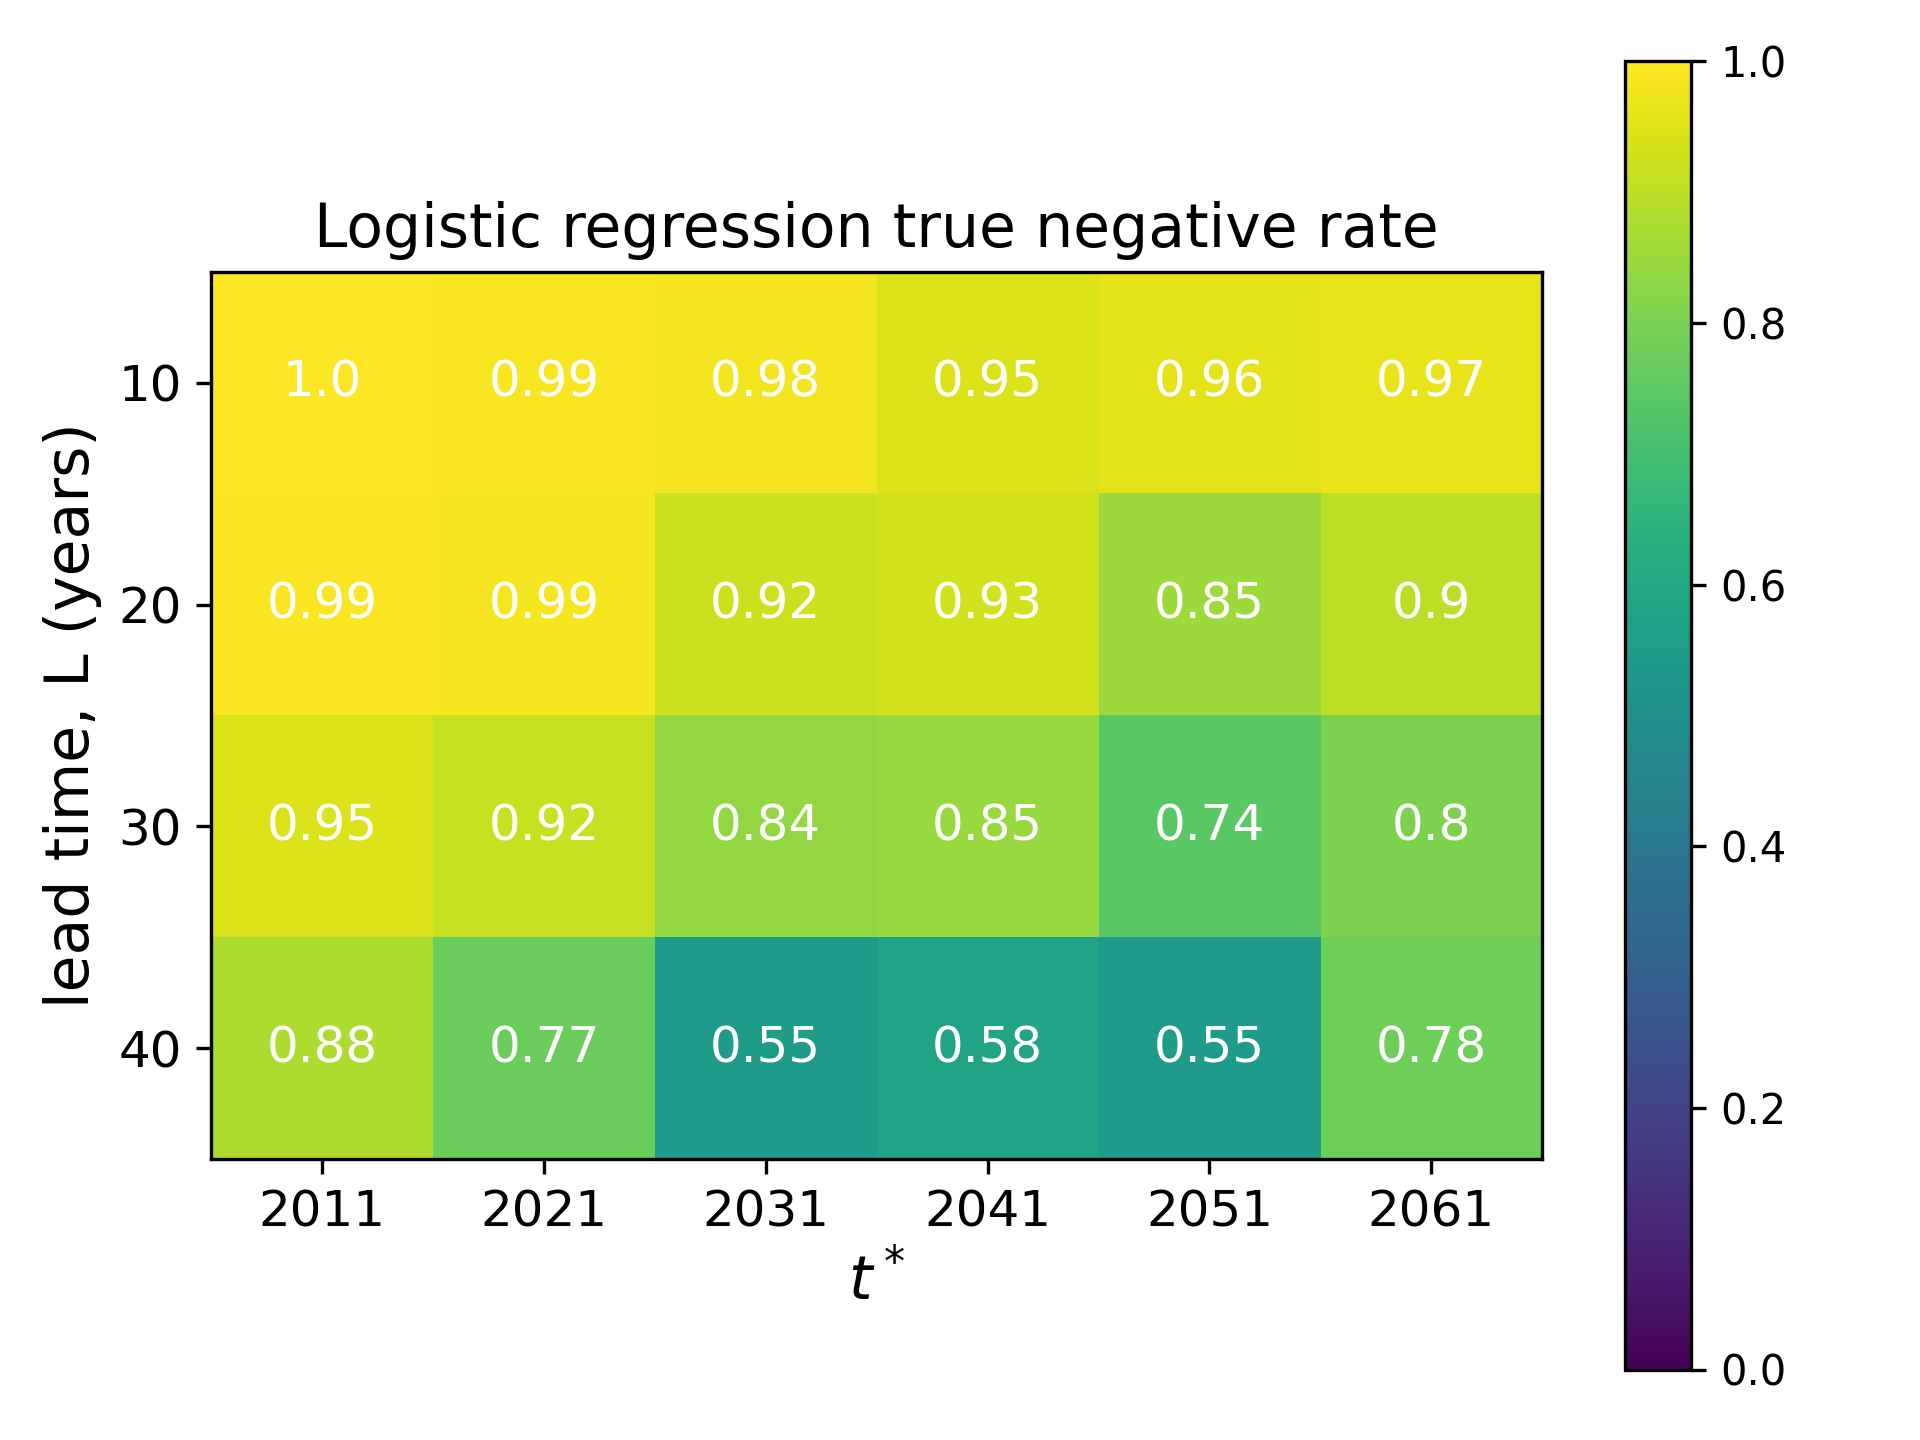 Logistic regression true negative rate
lead time, L (years)
10 1.0 0.99 0.98 0.95 0.96 0.97
20 0.99 0.99 0.92 0.93 0.85 0.9
30 0.95 0.92 0.84 0.85 0.74 0.8
40 0.88 0.77 0.55 0.58 0.55 0.78
2011 2021 2031 2041 2051 2061
t*
1.0
0.8
0.6
0.4
0.2
0.0